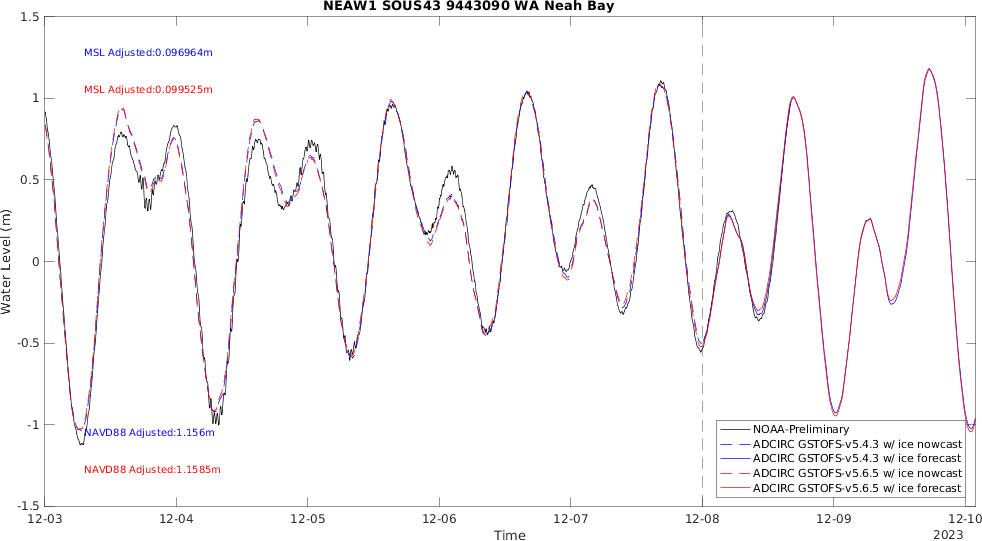 NEAW1 SOUS43 9443090 WA Neah Bay
1.5
1
0.5
0
-0.5
-1
-1.5
Water Level (m)
MSL Adjusted:0.096964m
MSL Adjusted:0.099525m
NAVD88 Adjusted:1.156m
NAVD88 Adjusted:1.1585m
NOAA-Preliminary
ADCIRC GSTOFS-v5.4.3 w/ ice nowcast
ADCIRC GSTOFS-v5.4.3 w/ ice forecast
ADCIRC GSTOFS-v5.6.5 w/ ice nowcast
ADCIRC GSTOFS-v5.6.5 w/ ice forecast
12-03 12-04 12-05 12-06 12-07 12-08 12-09 12-10
Time
2023